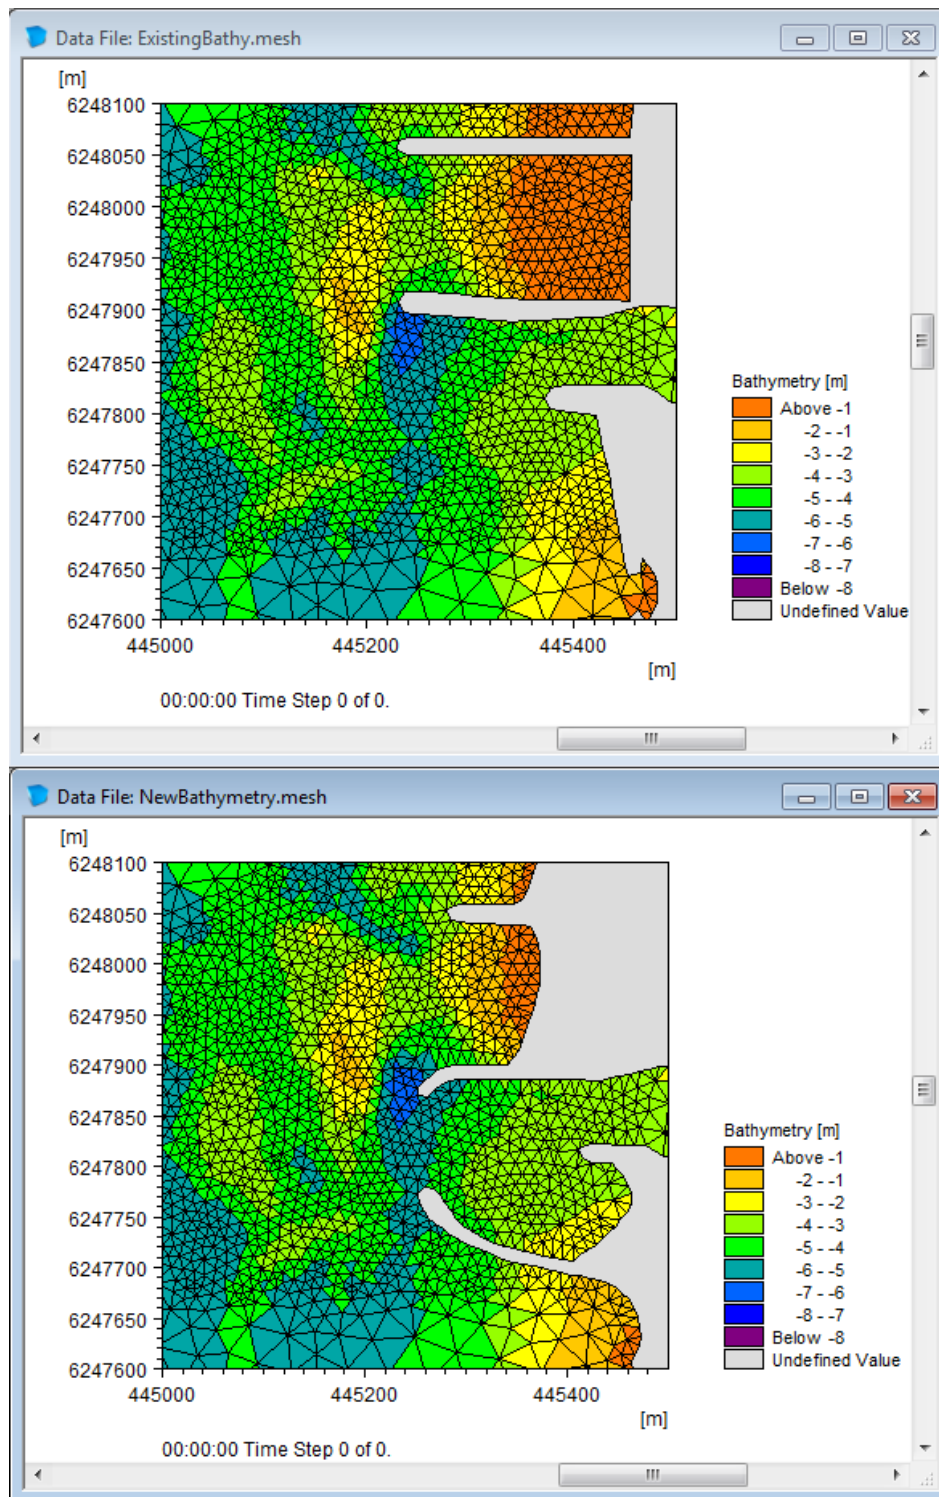 Data File: ExistingBathy.mesh
[m]
6248100
6248050
6248000
6247950
6247900
6247850
6247800
6247750
6247700
6247650
6247600
445000 445200 445400
[m]
00:00:00 Time Step 0 of 0.
Bathymetry [m]
Above -1
-2 - -1
-3 - -2
-4 - -3
-5 - -4
-6 - -5
-7 - -6
-8 - -7
Below -8
Undefined Value
Data File: NewBathymetry.mesh
[m]
6248100
6248050
6248000
6247950
6247900
6247850
6247800
6247750
6247700
6247650
6247600
445000 445200 445400
[m]
00:00:00 Time Step 0 of 0.
Bathymetry [m]
Above -1
-2 - -1
-3 - -2
-4 - -3
-5 - -4
-6 - -5
-7 - -6
-8 - -7
Below -8
Undefined Value